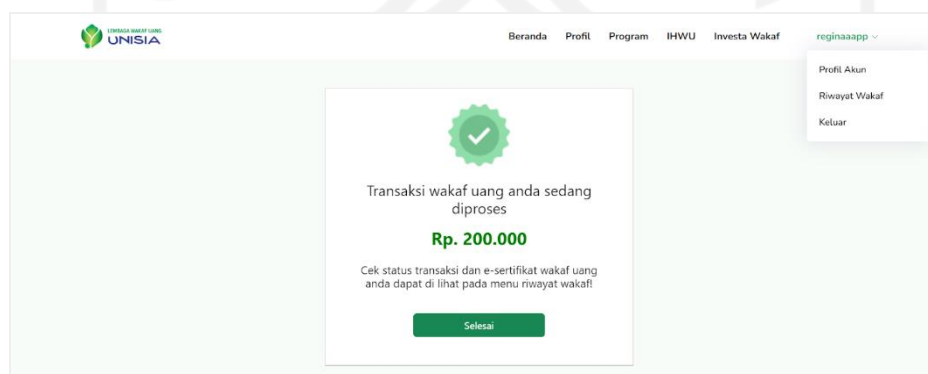 LEMBAGA WAKAF UANG
UNISIA
Beranda Profil Program IHWU Investa Wakaf reginaaapp
Profil Akun
Riwayat Wakaf
Keluar
Transaksi wakaf uang anda sedang
diproses
Rp. 200.000
Cek status transaksi dan e-sertifikat wakaf uang
anda dapat di lihat pada menu riwayat wakaf!
Selesai